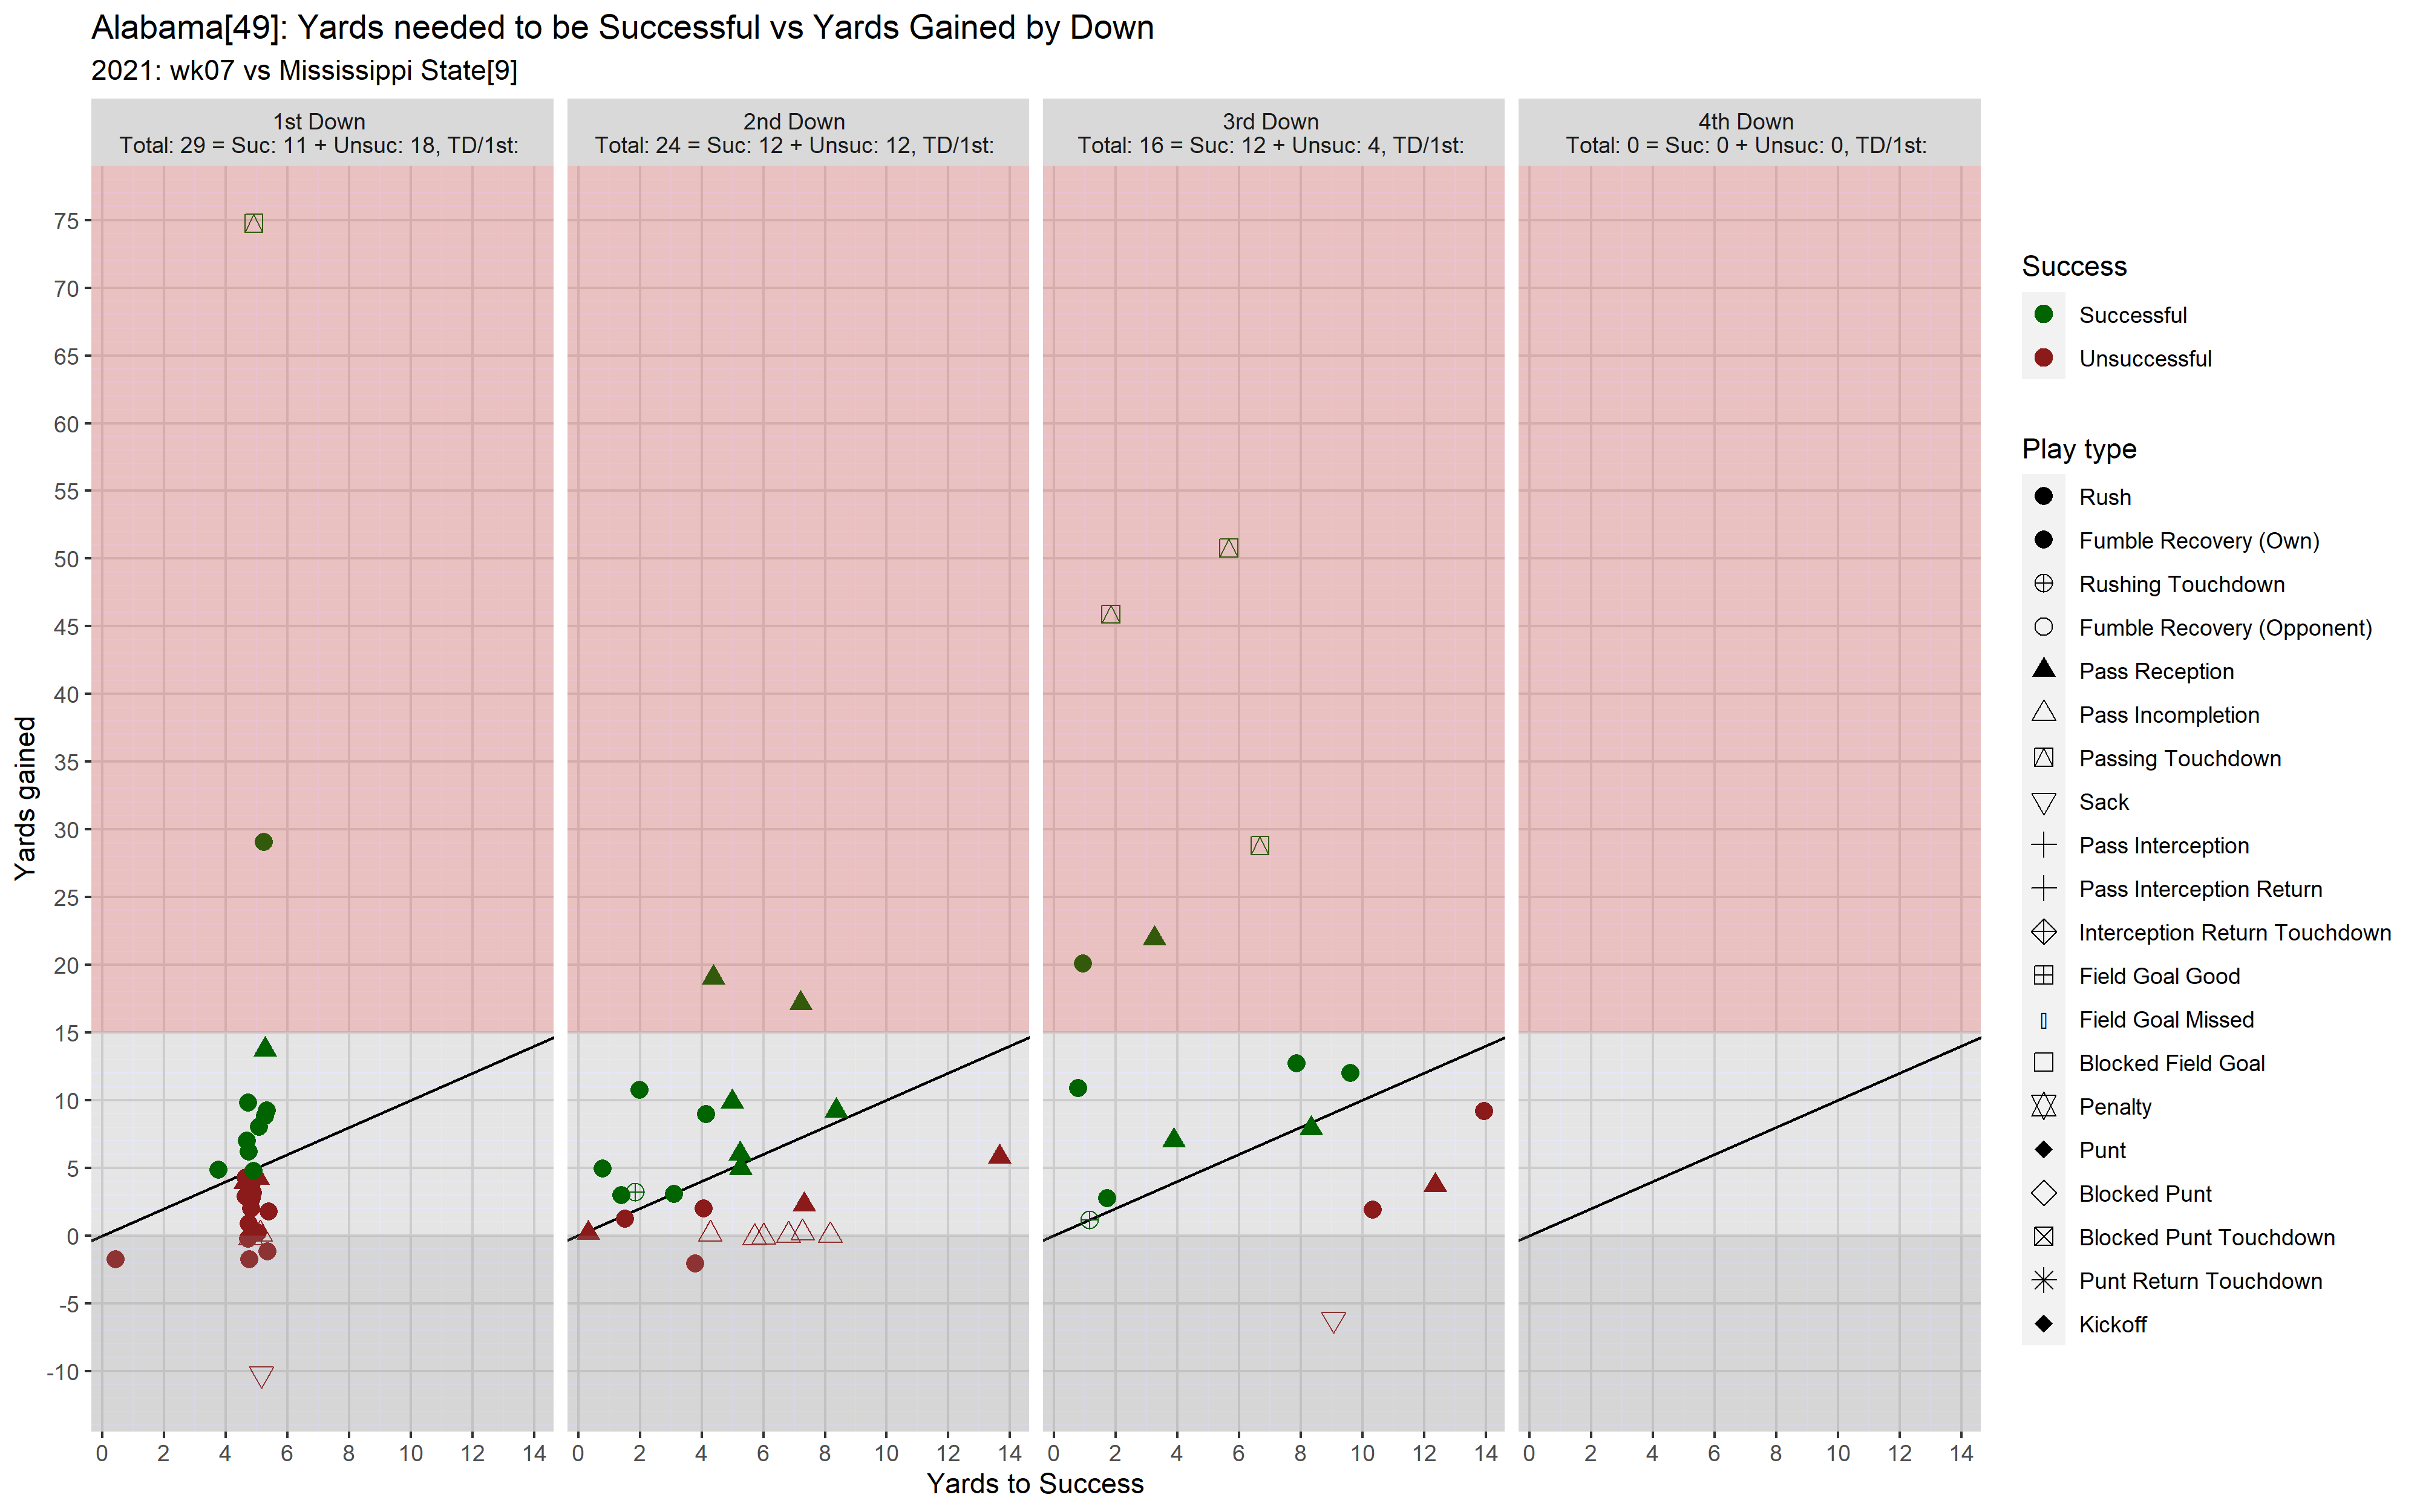 Alabama[49]: Yards needed to be Successful vs Yards Gained by Down
2021: wk07 vs Mississippi State[9]
1st Down
Total: 29 = Suc: 11 + Unsuc: 18, TD/1st:
2nd Down
Total: 24 = Suc: 12 + Unsuc: 12, TD/1st:
3rd Down
Total: 16 = Suc: 12 + Unsuc: 4, TD/1st:
4th Down
Total: 0 = Suc: 0 + Unsuc: 0, TD/1st:
Yards gained
75
70
65
60
55
50
45
40
35
30
25
20
15
10
5
0
-5
-10
0 2 4 6 8 10 12 14
0 2 4 6 8 10 12 14
0 2 4 6 8 10 12 14
0 2 4 6 8 10 12 14
Yards to Success
Success
Successful
Unsuccessful
Play type
Rush
Fumble Recovery (Own)
Rushing Touchdown
Fumble Recovery (Opponent)
Pass Reception
Pass Incompletion
Passing Touchdown
Sack
Pass Interception
Pass Interception Return
Interception Return Touchdown
Field Goal Good
Field Goal Missed
Blocked Field Goal
Penalty
Punt
Blocked Punt
Blocked Punt Touchdown
Punt Return Touchdown
Kickoff